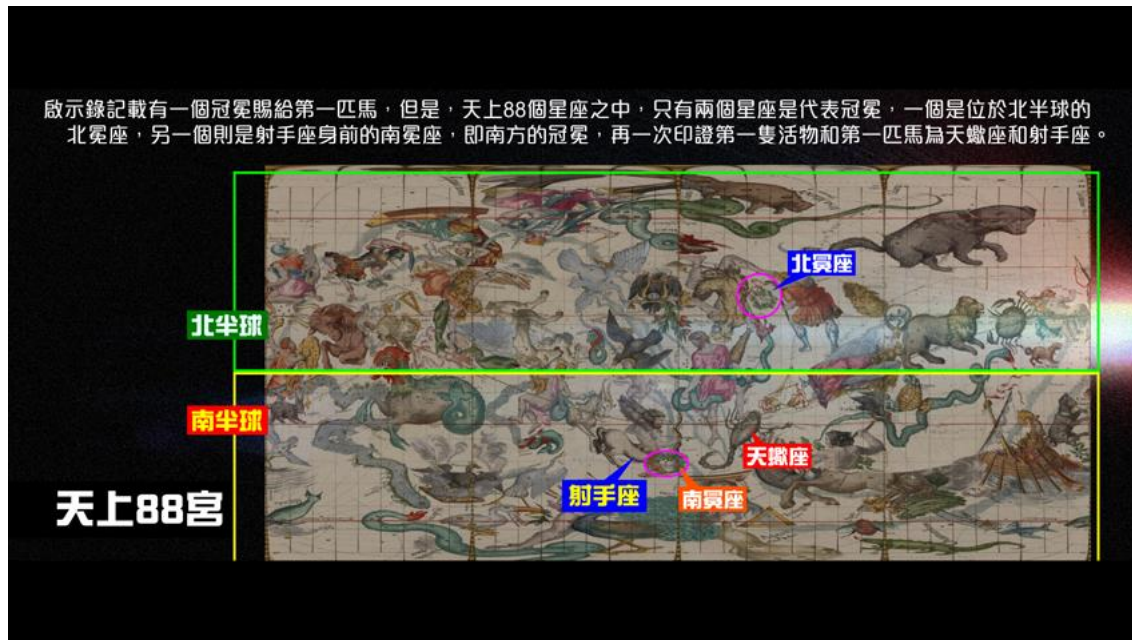 啟示錄記載有一個冠冕賜給第一匹馬，但是，天上88個星座之中，只有兩個星座是代表冠冕，一個是位於北半球的
北冕座，另一個則是射手座身前的南冕座，即南方的冠冕，再一次印證第一隻活物和第一匹馬為天蠍座和射手座。
北冕座
北半球
南半球
天蠍座
射手座
南冕座
天上88宮